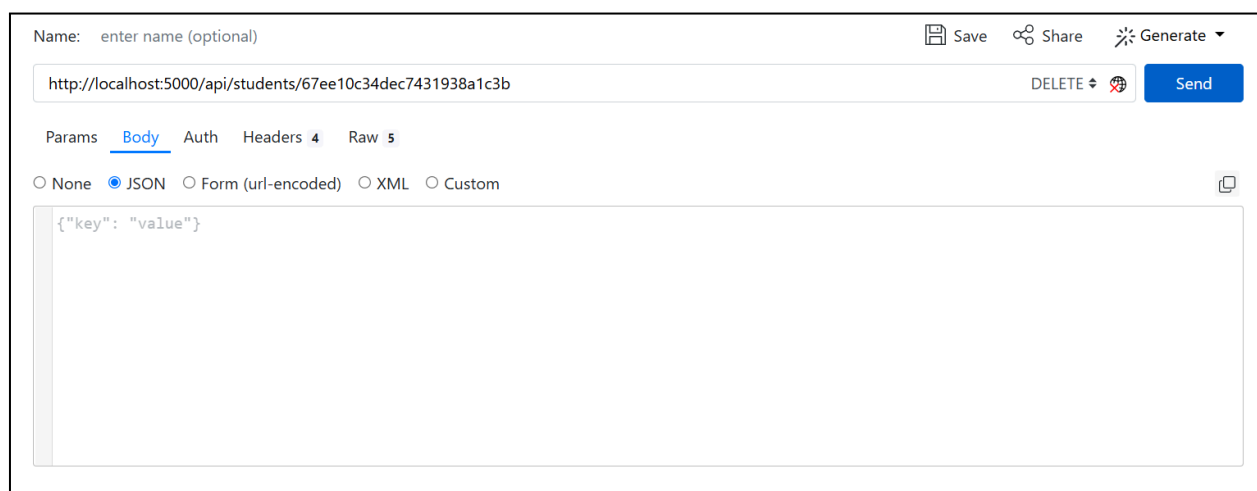 Name: enter name (optional) Save Share Generate
http://localhost:5000/api/students/67ee10c34dec7431938a1c3b DELETE Send
Params Body Auth Headers 4 Raw 5
None JSON Form (url-encoded) XML Custom
{"key": "value"}